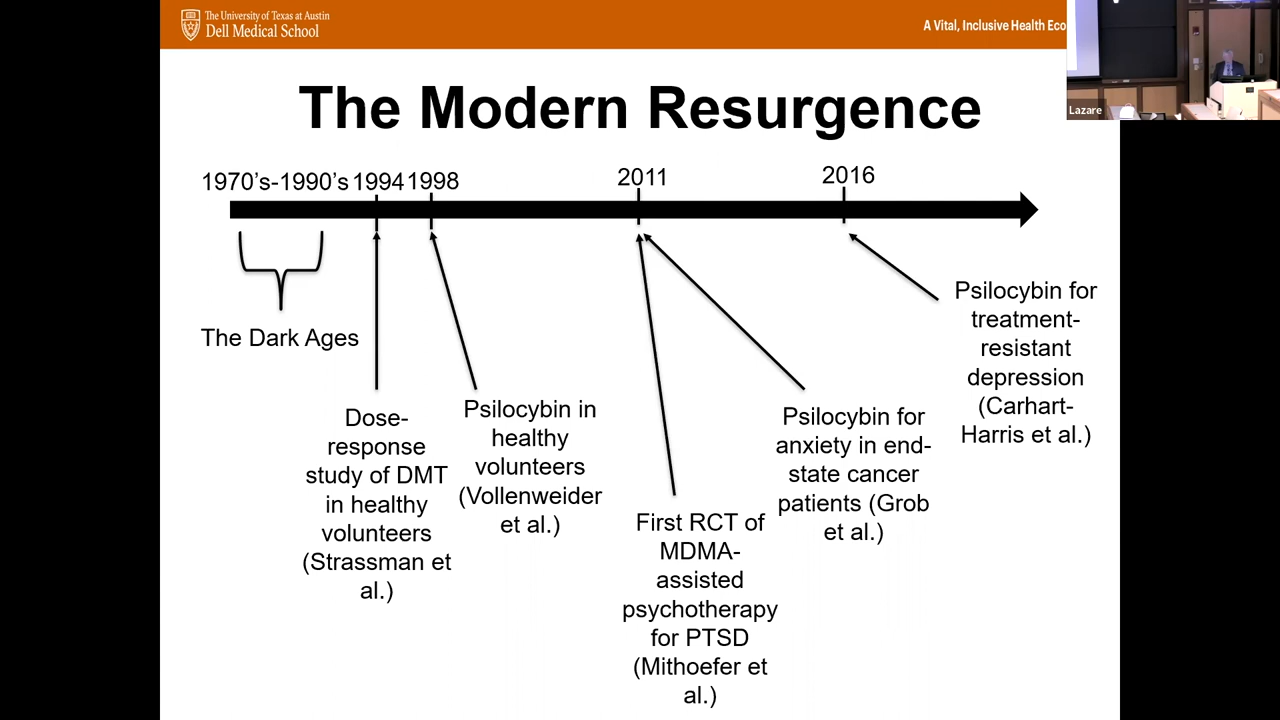 The University of Texas at Austin
Dell Medical School
A Vital, Inclusive Health Eco
Lazare
The Modern Resurgence
1970's-1990's 1994 1998 2011 2016
The Dark Ages
Dose-
response
study of DMT
in healthy
volunteers
(Strassman et
al.)
Psilocybin in
healthy
volunteers
(Vollenweider
et al.)
First RCT of
MDMA-
assisted
psychotherapy
for PTSD
(Mithoefer et
al.)
Psilocybin for
anxiety in end-
state cancer
patients (Grob
et al.)
Psilocybin for
treatment-
resistant
depression
(Carhart-
Harris et al.)